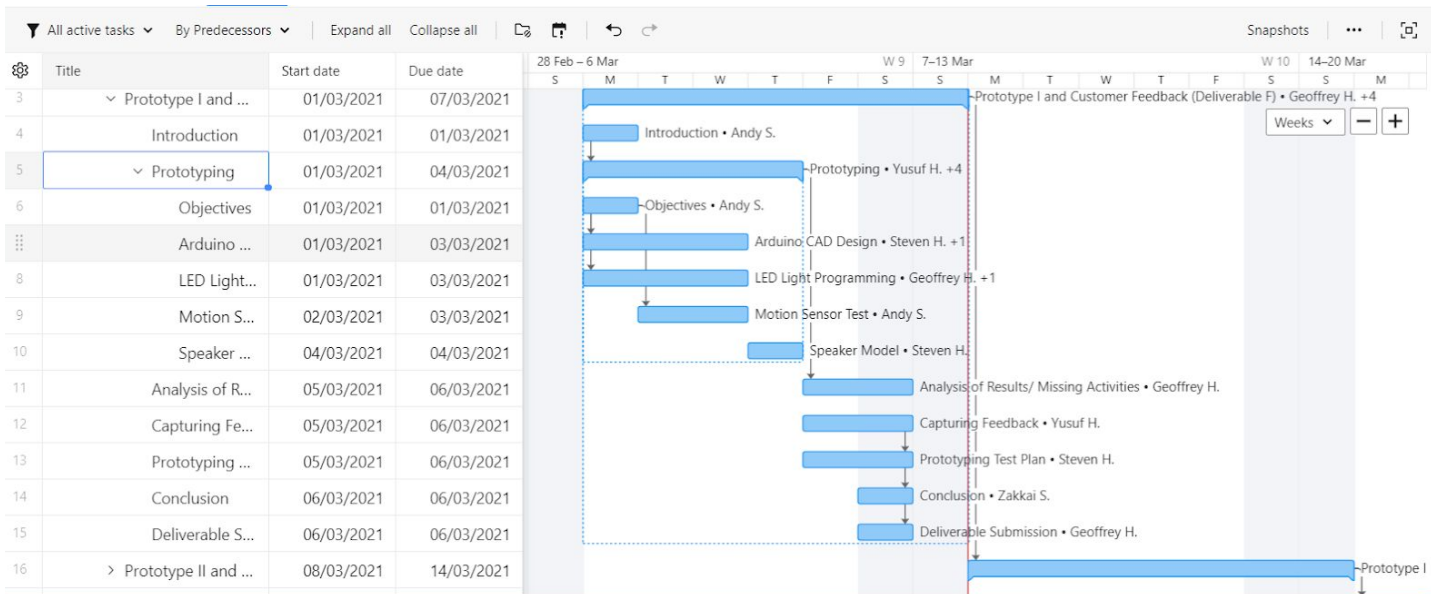 All active tasks By Predecessors Expand all Collapse all Snapshots
Title Start date Due date 28 Feb – 6 Mar W 9 7–13 Mar W 10 14–20 Mar
S M T W T F S S M T W T F S S M
3 Prototype I and ... 01/03/2021 07/03/2021 Prototype I and Customer Feedback (Deliverable F) • Geoffrey H. +4
Weeks
4 Introduction 01/03/2021 01/03/2021 Introduction • Andy S.
5 Prototyping 01/03/2021 04/03/2021 Prototyping • Yusuf H. +4
6 Objectives 01/03/2021 01/03/2021 Objectives • Andy S.
Arduino ... 01/03/2021 03/03/2021 Arduino CAD Design • Steven H. +1
8 LED Light... 01/03/2021 03/03/2021 LED Light Programming • Geoffrey H. +1
9 Motion S... 02/03/2021 03/03/2021 Motion Sensor Test • Andy S.
10 Speaker ... 04/03/2021 04/03/2021 Speaker Model • Steven H.
11 Analysis of R... 05/03/2021 06/03/2021 Analysis of Results/ Missing Activities • Geoffrey H.
12 Capturing Fe... 05/03/2021 06/03/2021 Capturing Feedback • Yusuf H.
13 Prototyping ... 05/03/2021 06/03/2021 Prototyping Test Plan • Steven H.
14 Conclusion 06/03/2021 06/03/2021 Conclusion • Zakkai S.
15 Deliverable S... 06/03/2021 06/03/2021 Deliverable Submission • Geoffrey H.
16 Prototype II and ... 08/03/2021 14/03/2021 Prototype I